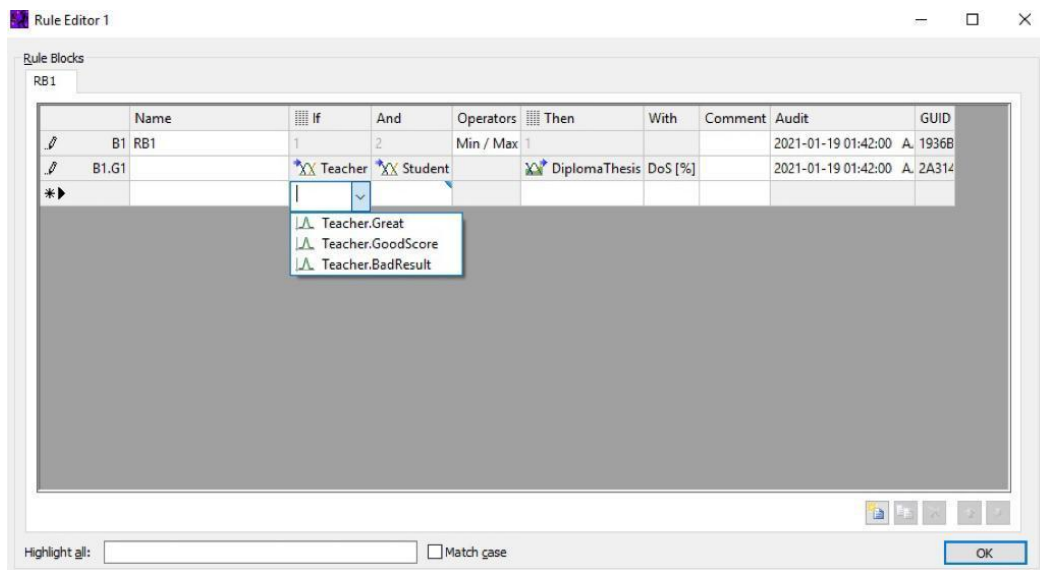 Rule Editor 1
Rule Blocks
RB1
Name If And Operators Then With Comment Audit GUID
B1 RB1 1 2 Min / Max 1 2021-01-19 01:42:00 A. 1936B
B1.G1 Teacher Student DiplomaThesis DoS [%] 2021-01-19 01:42:00 A. 2A314
Teacher.Great
Teacher.GoodScore
Teacher.BadResult
Highlight all: Match case OK